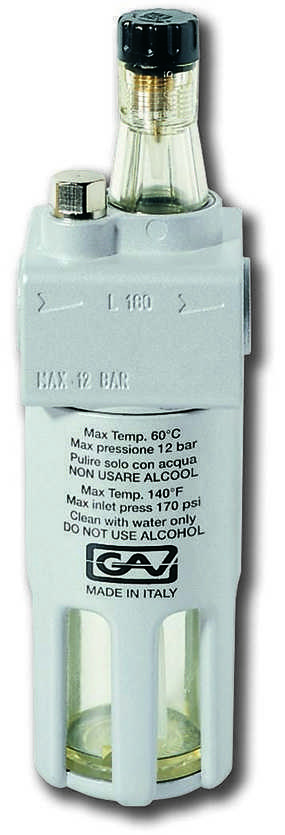 L 180
MAX·12 BAR
Max Temp. 60°C
Max pressione 12 bar
Pulire solo con acqua
NON USARE ALCOOL
Max Temp. 140°F
Max inlet press 170 psi
Clean with water only
DO NOT USE ALCOHOL
GAV
MADE IN ITALY